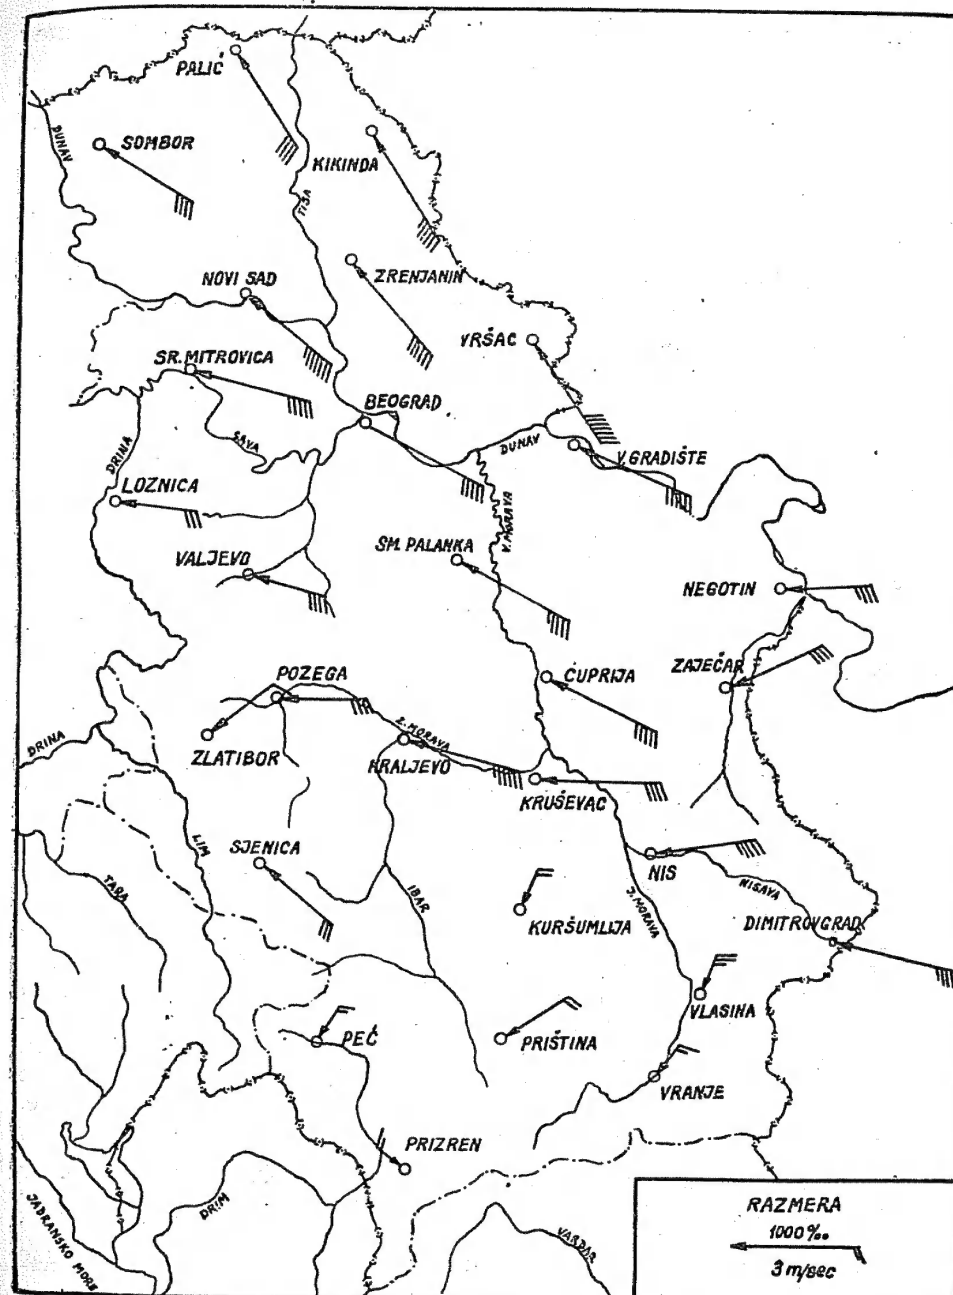 PALIĆ
DUNAV
SOMBOR
KIKINDA
TISA
ZRENJANIN
NOVI SAD
VRŠAC
SR. MITROVICA
BEOGRAD
SAVA
DUNAV
V. GRADIŠTE
DRINA
LOZNICA
V. MORAVA
VALJEVO
SM. PALANKA
NEGOTIN
ZAJEČAR
ĆUPRIJA
POŽEGA
Z. MORAVA
DRINA
ZLATIBOR
KRALJEVO
KRUŠEVAC
LIM
SJENICA
NIS
NISAVA
TARA
IBAR
J. MORAVA
KURŠUMLIJA
DIMITROVGRAD
VLASINA
PEĆ
PRIŠTINA
VRANJE
PRIZREN
DRIM
JADRANSKO MORE
VARDAR
RAZMERA
1000 ‰
3 m/sec